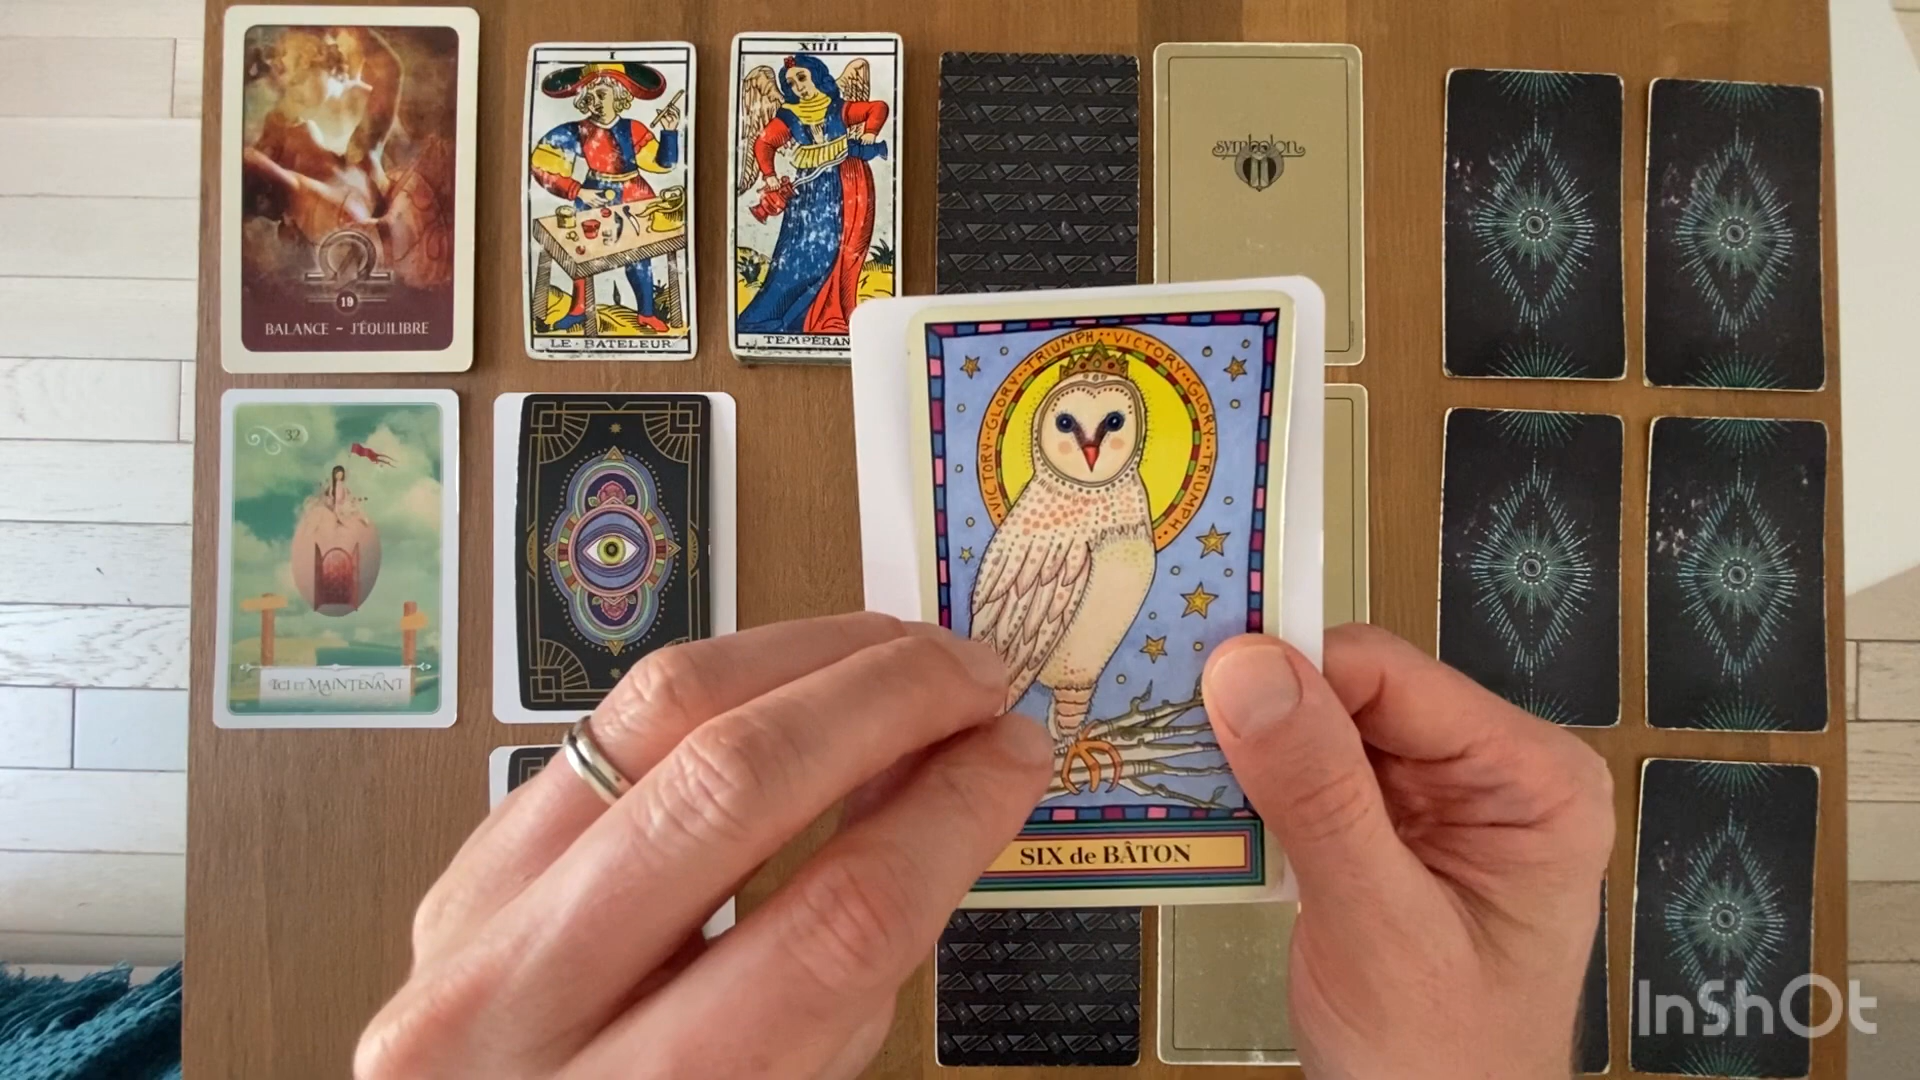 19
BALANCE ~ J'ÉQUILIBRE
I
LE · BATELEUR
XIIII
TEMPÉRAN
symbolon
32
ICI ET MAINTENANT
VICTORY · GLORY · TRIUMPH · VICTORY · GLORY · TRIUMPH
SIX de BÂTON
InShOt